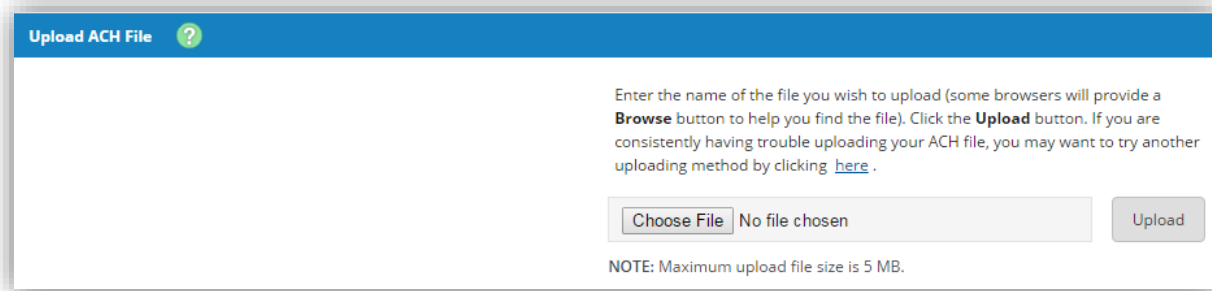 Upload ACH File ?
Enter the name of the file you wish to upload (some browsers will provide a
Browse button to help you find the file). Click the Upload button. If you are
consistently having trouble uploading your ACH file, you may want to try another
uploading method by clicking here .
Choose File No file chosen Upload
NOTE: Maximum upload file size is 5 MB.